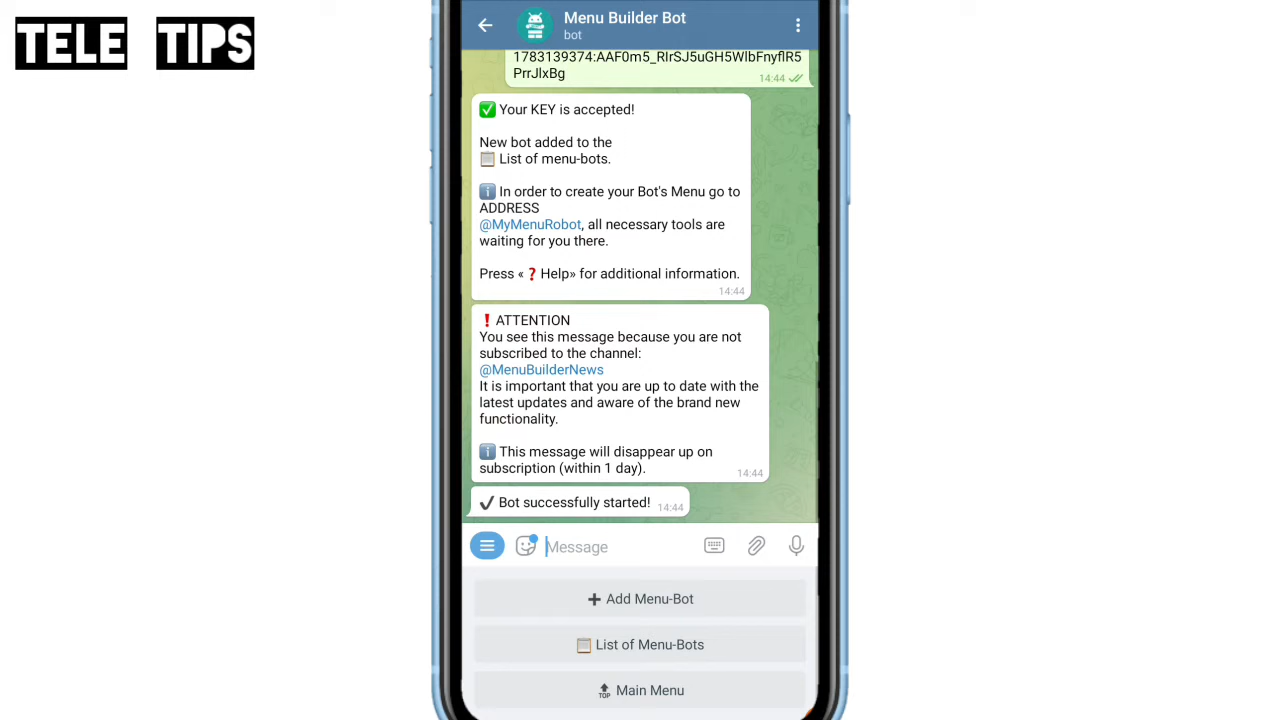 TELE TIPS
Menu Builder Bot
bot
1783139374:AAF0m5_RIrSJ5uGH5WlbFnyflR5
PrrJlxBg
14:44
✅ Your KEY is accepted!
New bot added to the
📋 List of menu-bots.
ℹ️ In order to create your Bot's Menu go to
ADDRESS
@MyMenuRobot, all necessary tools are
waiting for you there.
Press «❓Help» for additional information.
14:44
❗ ATTENTION
You see this message because you are not
subscribed to the channel:
@MenuBuilderNews
It is important that you are up to date with the
latest updates and aware of the brand new
functionality.
ℹ️ This message will disappear up on
subscription (within 1 day).
14:44
✔️ Bot successfully started! 14:44
Message
➕ Add Menu-Bot
📋 List of Menu-Bots
🔝 Main Menu